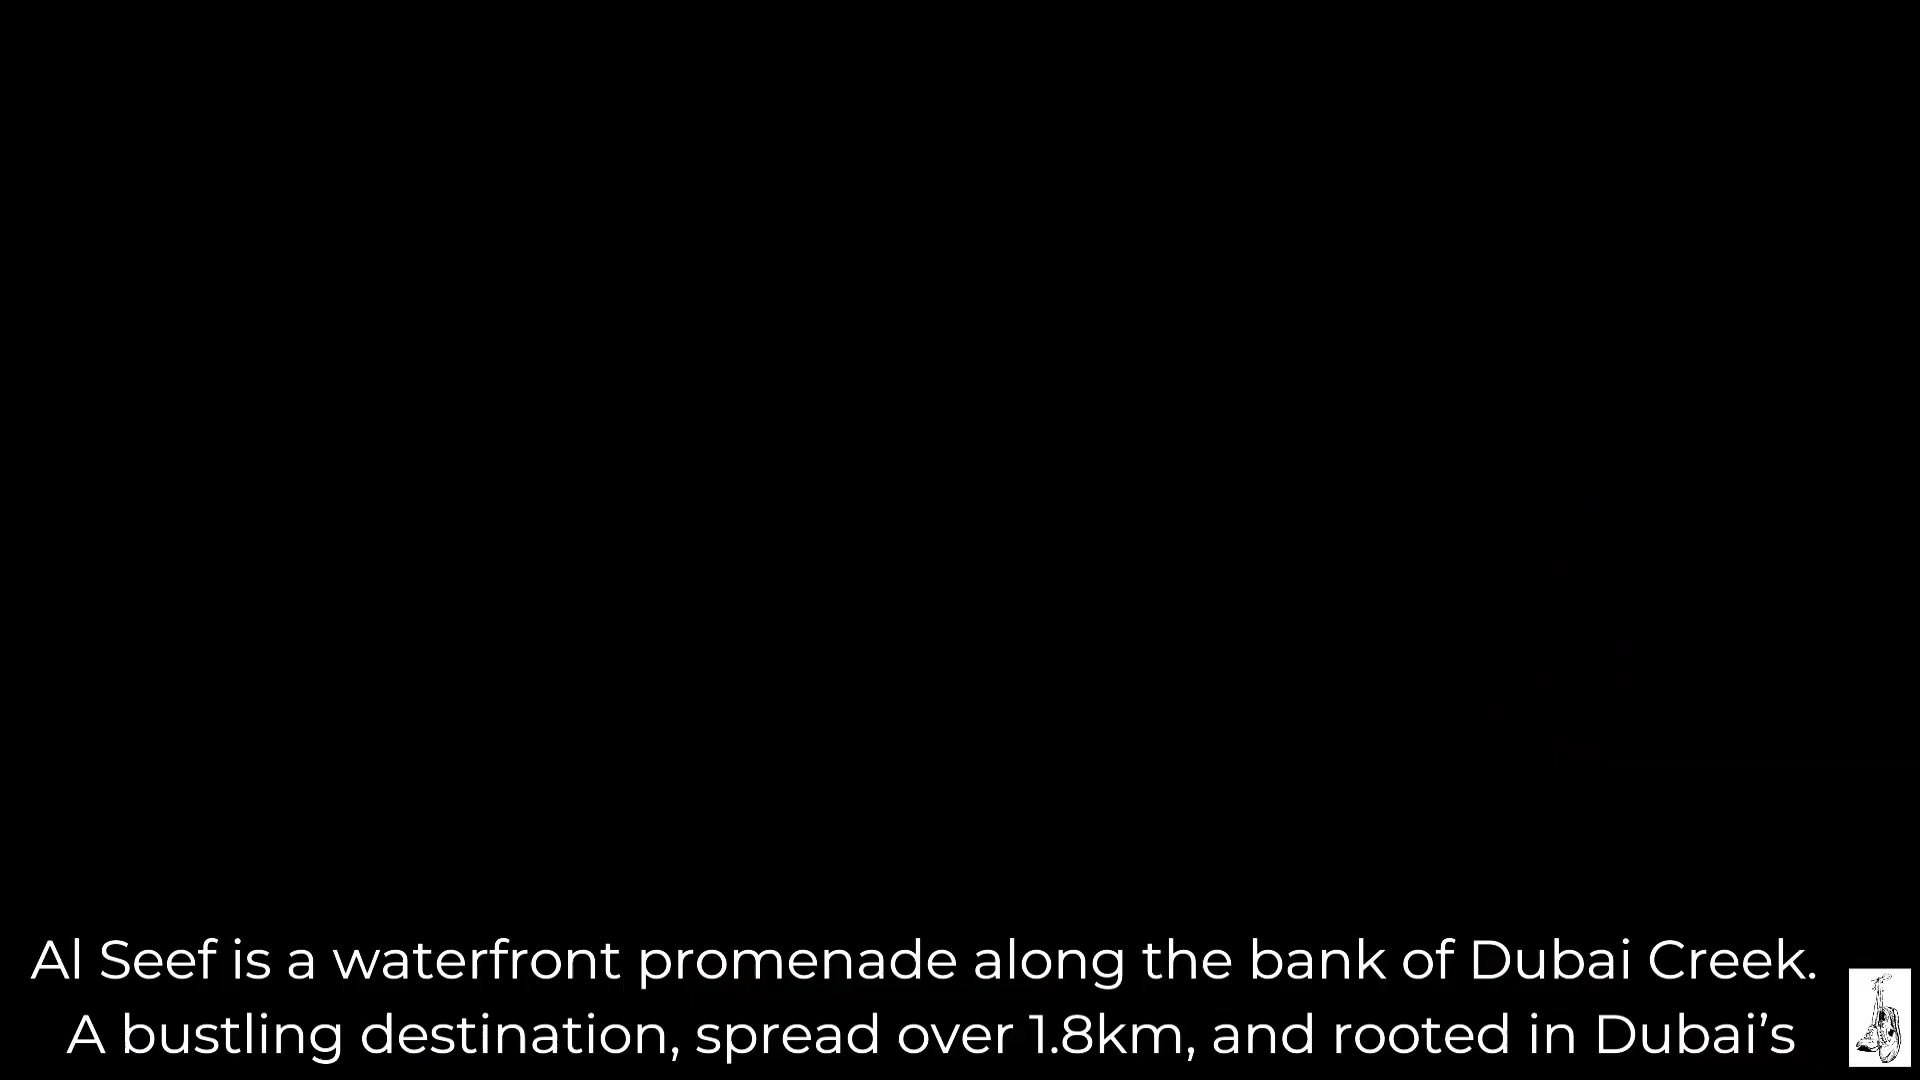 Al Seef is a waterfront promenade along the bank of Dubai Creek.
A bustling destination, spread over 1.8km, and rooted in Dubai’s